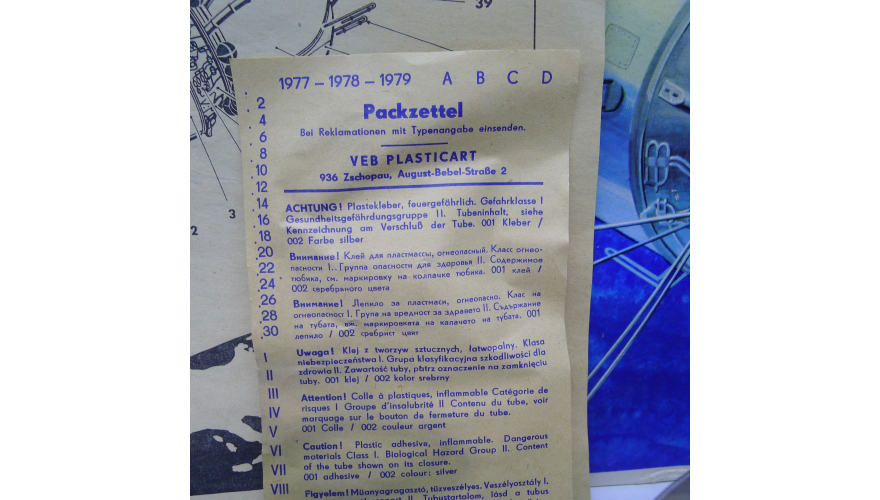 39
1977 – 1978 – 1979 A B C D
Packzettel
Bei Reklamationen mit Typenangabe einsenden.
VEB PLASTICART
936 Zschopau, August-Bebel-Straße 2
2
4
6
8
10
12
14
16
18
20
22
24
26
28
30
I
II
III
IV
V
VI
VII
VIII
ACHTUNG! Plastekleber, feuergefährlich. Gefahrklasse I
Gesundheitsgefährdungsgruppe II. Tubeninhalt, siehe
Kennzeichnung am Verschluß der Tube. 001 Kleber /
002 Farbe silber
Внимание! Клей для пластмассы, огнеопасный. Класс огнео-
пасности I.. Группа опасности для здоровья II. Содержимое
тюбика, см. маркировку на колпачке тюбика. 001 клей /
002 серебряного цвета
Внимание! Лепило за пластмаси, огнеопасно. Клас на
огнеопасност I. Група на вредност за здравето II. Съдържание
на тубата, вж. маркировката на капачето на тубата. 001
лепило / 002 сребрист цвят
Uwaga! Klej z tworzyw sztucznych, łatwopalny. Klasa
niebezpieczeństwa I. Grupa klasyfikacyjna szkodliwości dla
zdrowia II. Zawartość tuby, patrz oznaczenie na zamknięciu
tuby. 001 klej / 002 kolor srebrny
Attention! Colle à plastiques, inflammable Catégorie de
risques I Groupe d'insalubrité II Contenu du tube, voir
marquage sur le bouton de fermeture du tube.
001 Colle / 002 couleur argent
Caution! Plastic adhesive, inflammable. Dangerous
materials Class I. Biological Hazard Group II. Content
of the tube shown on its closure.
001 adhesive / 002 colour: silver
Figyelem! Műanyagragasztó, tűzveszélyes. Veszélyosztály I.
II. Tubustartalom, lásd a tubus
3
2